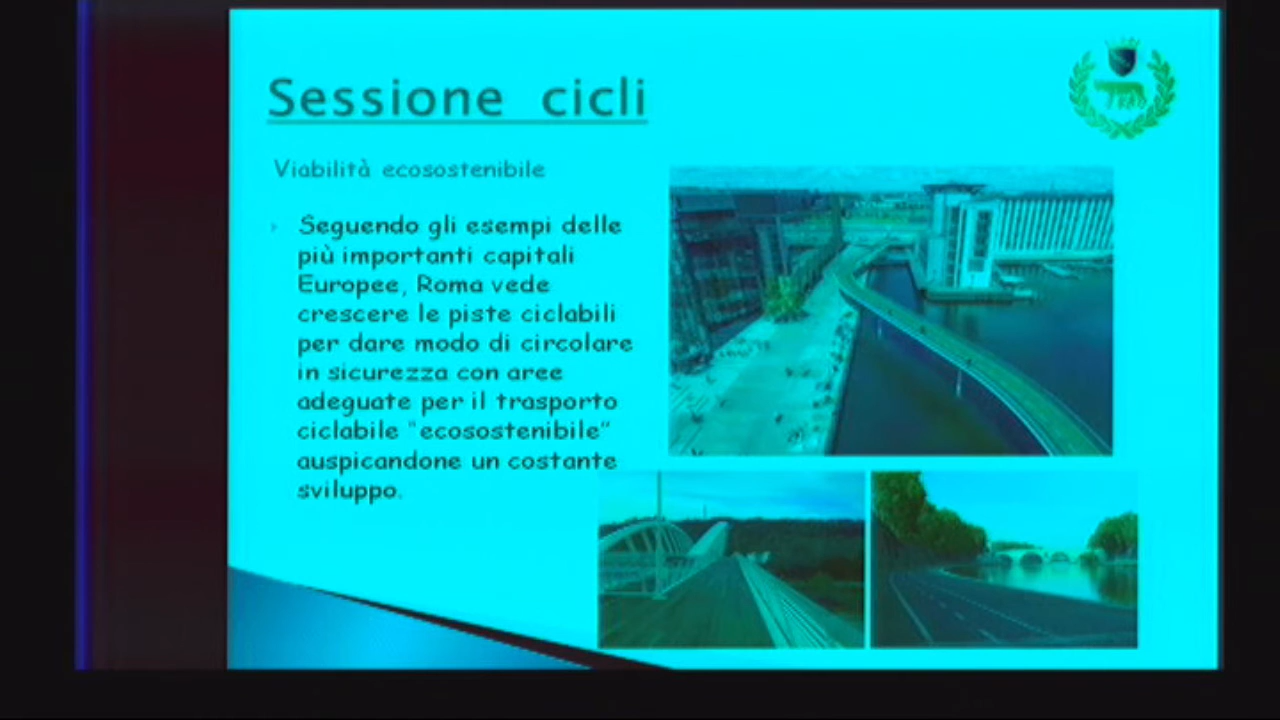 Sessione cicli
Viabilità ecosostenibile
Seguendo gli esempi delle
più importanti capitali
Europee, Roma vede
crescere le piste ciclabili
per dare modo di circolare
in sicurezza con aree
adeguate per il trasporto
ciclabile "ecosostenibile"
auspicandone un costante
sviluppo.